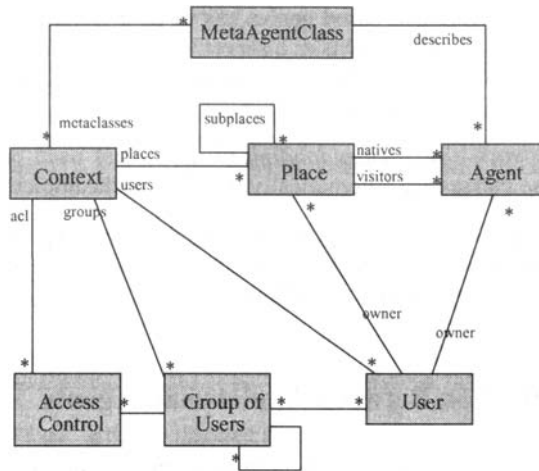 MetaAgentClass
describes
*
*
metaclasses
*
subplaces
*
*
places
natives
*
Context
Place
Agent
users
*
visitors
*
acl
groups
*
*
owner
owner
*
*
*
Access
Control
*
Group of
Users
*
*
User
*